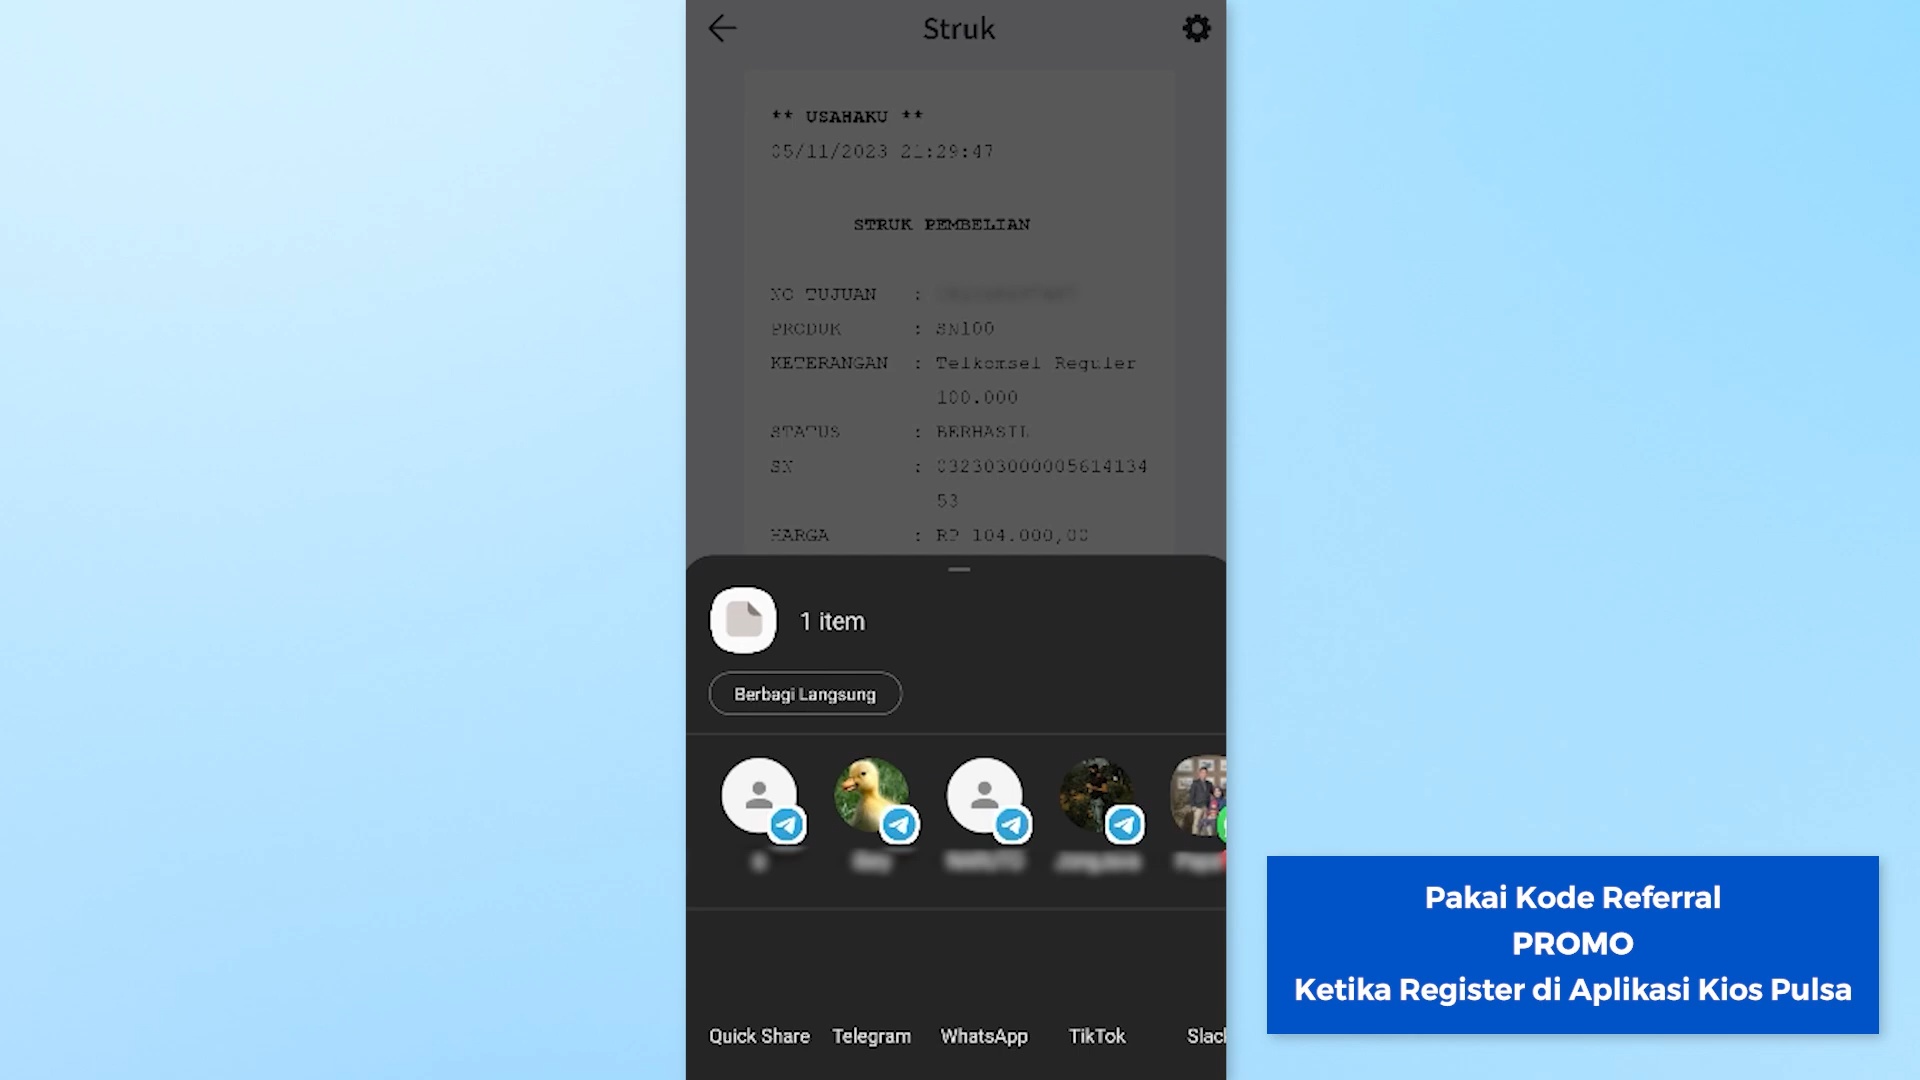 Struk
** USAHAKU **
05/11/2023 21:29:47
STRUK PEMBELIAN
NO TUJUAN :
PRODUK : SN100
KETERANGAN : Telkomsel Reguler
100.000
STATUS : BERHASIL
SN : 032303000005614134
53
HARGA : RP 104.000,00
1 item
Berbagi Langsung
Quick Share Telegram WhatsApp TikTok Slack
Pakai Kode Referral
PROMO
Ketika Register di Aplikasi Kios Pulsa